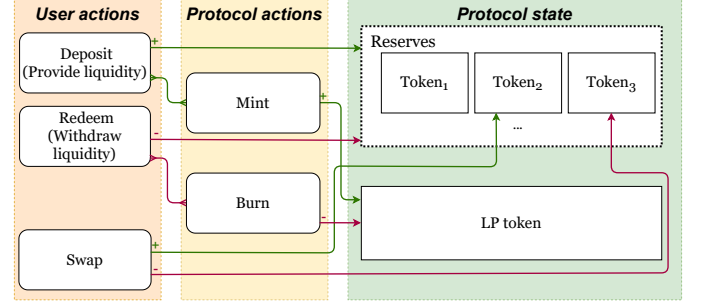 User actions
Protocol actions
Protocol state
Deposit
(Provide liquidity)
+
Redeem
(Withdraw
liquidity)
-
Swap
+
-
Mint
+
Burn
-
Reserves
Token₁
Token₂
Token₃
...
LP token